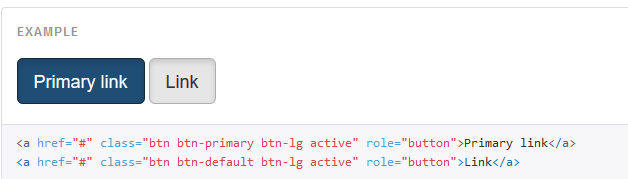 EXAMPLE
Primary link Link
<a href="#" class="btn btn-primary btn-lg active" role="button">Primary link</a>
<a href="#" class="btn btn-default btn-lg active" role="button">Link</a>